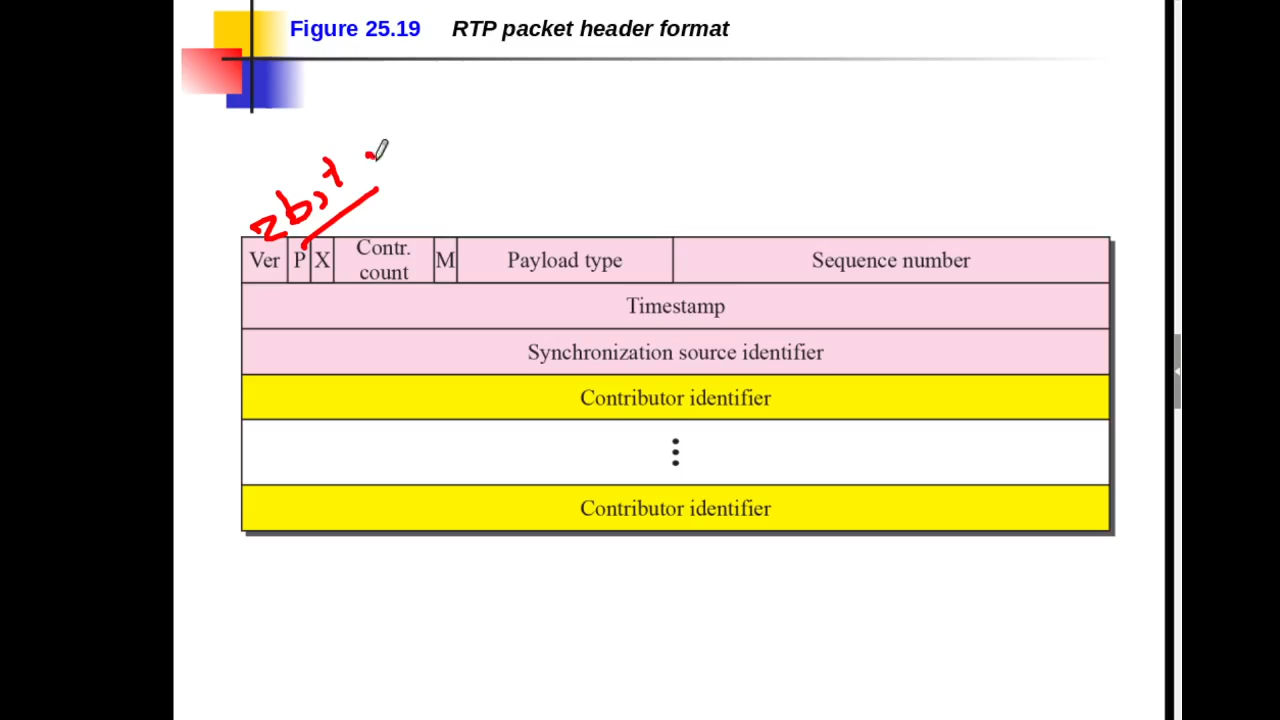 Figure 25.19 RTP packet header format
2bit
Ver P X Contr. count M Payload type Sequence number
Timestamp
Synchronization source identifier
Contributor identifier
Contributor identifier